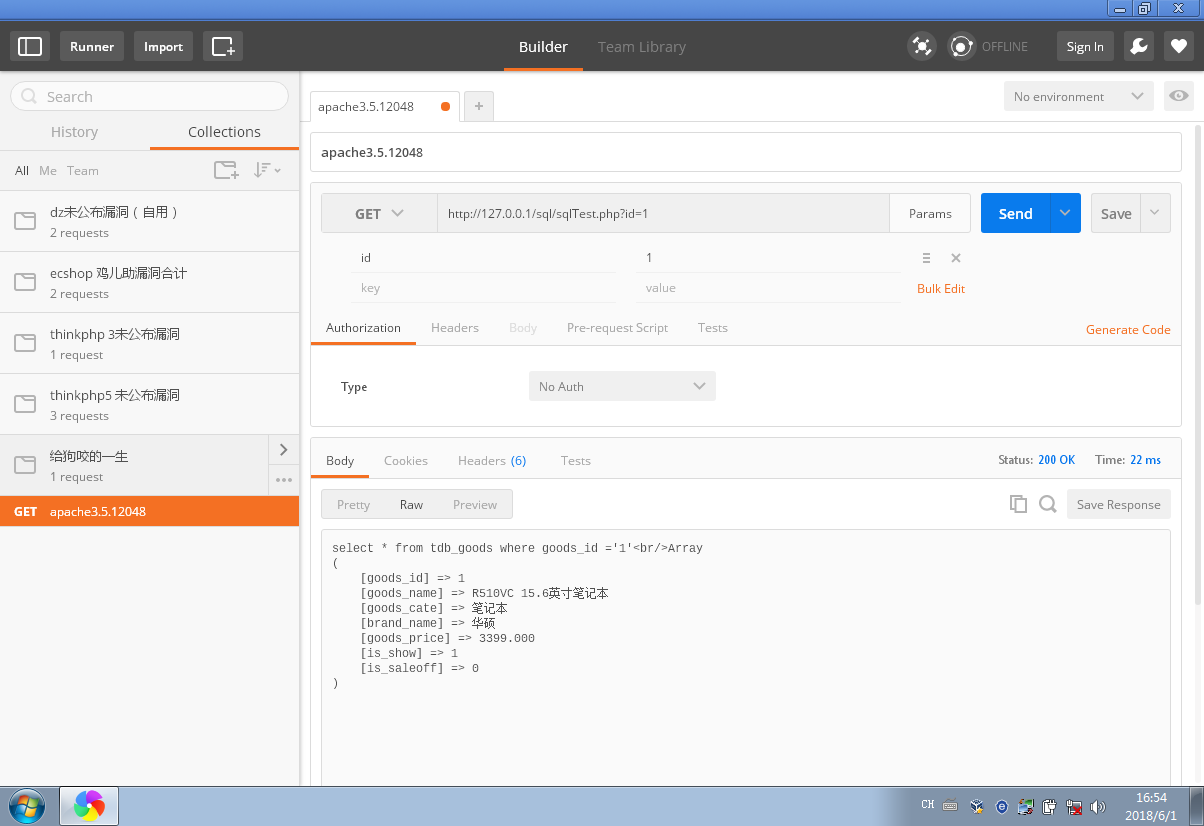 Runner
Import
Builder
Team Library
OFFLINE
Sign In
Search
History
Collections
All
Me
Team
dz未公布漏洞（自用）
2 requests
ecshop 鸡儿助漏洞合计
2 requests
thinkphp 3未公布漏洞
1 request
thinkphp5 未公布漏洞
3 requests
给狗咬的一生
1 request
GET apache3.5.12048
apache3.5.12048
+
No environment
apache3.5.12048
GET
http://127.0.0.1/sql/sqlTest.php?id=1
Params
Send
Save
id
1
key
value
Bulk Edit
Authorization
Headers
Body
Pre-request Script
Tests
Generate Code
Type
No Auth
Body
Cookies
Headers (6)
Tests
Status: 200 OK
Time: 22 ms
Pretty
Raw
Preview
Save Response
select * from tdb_goods where goods_id ='1'<br/>Array
(
[goods_id] => 1
[goods_name] => R510VC 15.6英寸笔记本
[goods_cate] => 笔记本
[brand_name] => 华硕
[goods_price] => 3399.000
[is_show] => 1
[is_saleoff] => 0
)
CH
16:54
2018/6/1